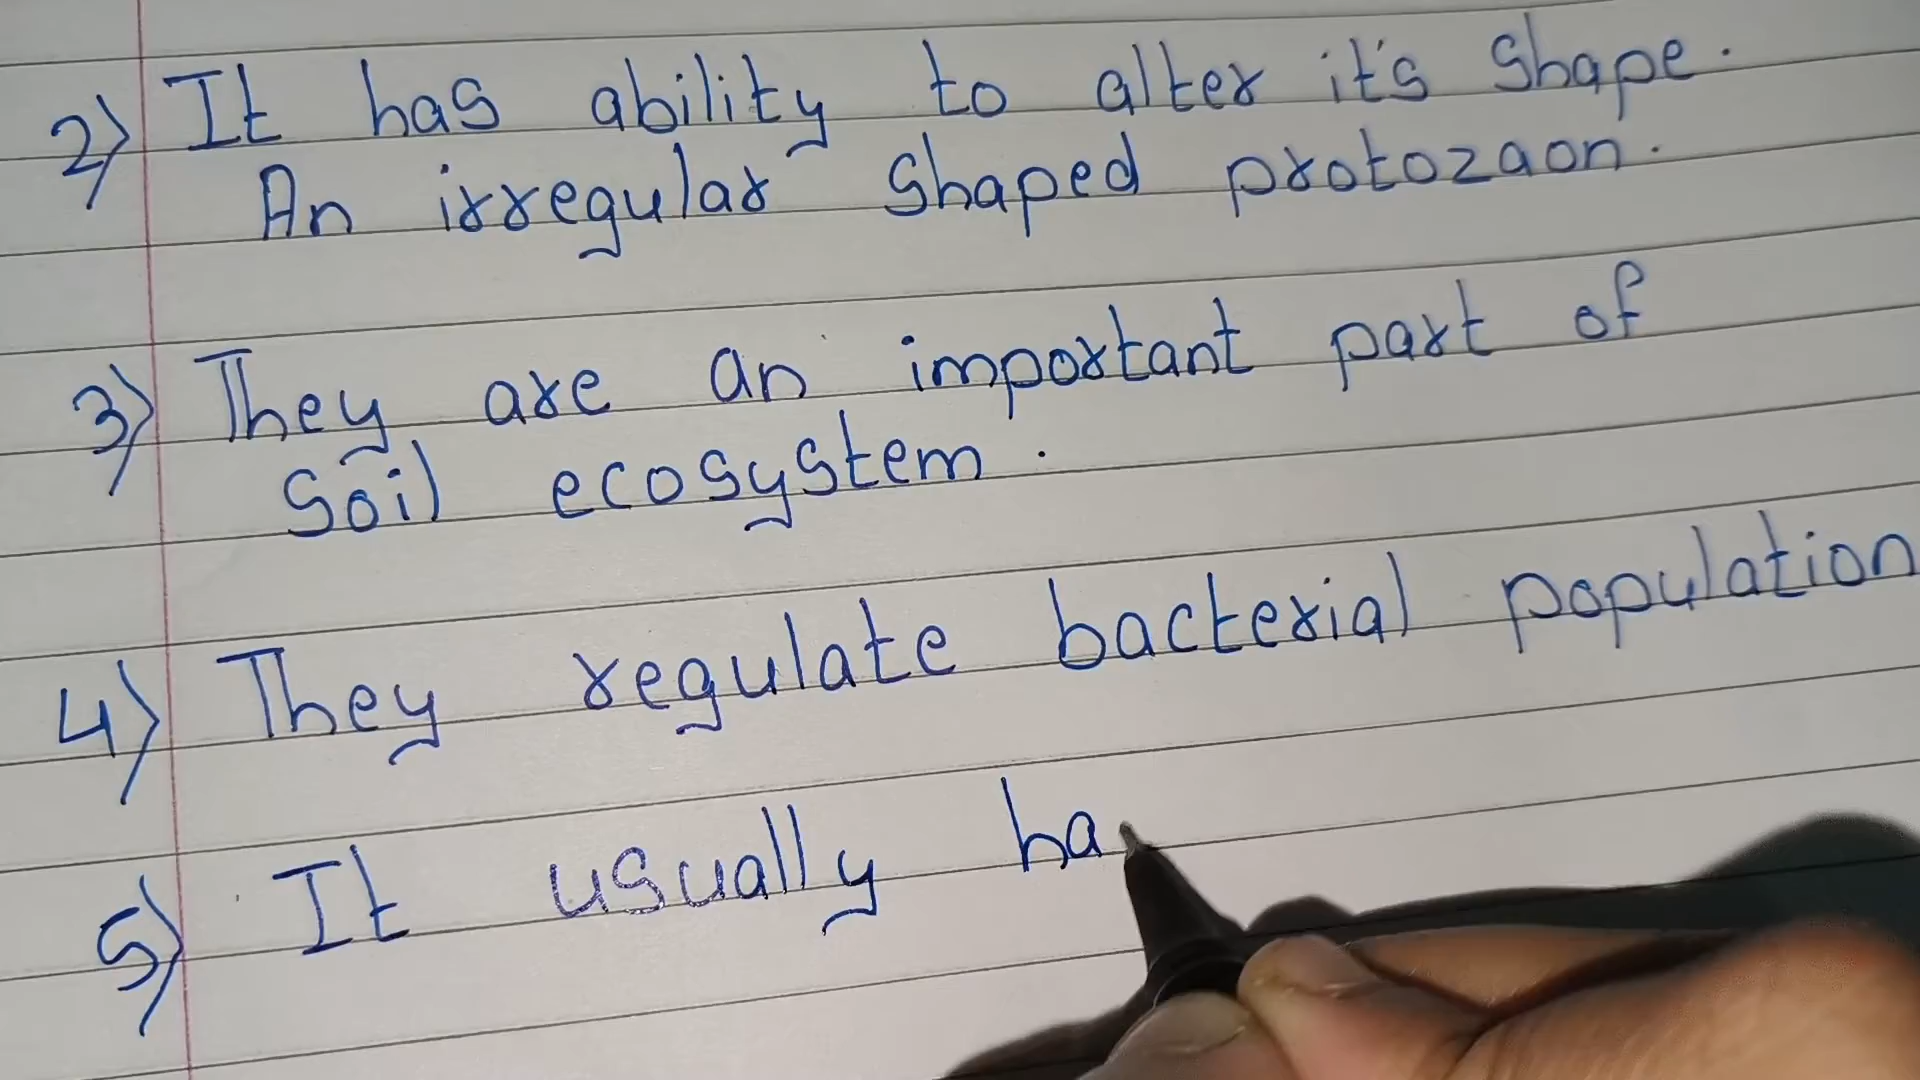 2) It has ability to alter it's shape.
An irregular shaped protozaon.
3) They are an important part of
Soil ecosystem.
4) They regulate bacterial population
5) It usually ha